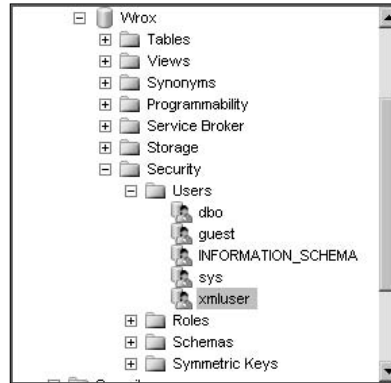 Wrox
Tables
Views
Synonyms
Programmability
Service Broker
Storage
Security
Users
dbo
guest
INFORMATION_SCHEMA
sys
xmluser
Roles
Schemas
Symmetric Keys